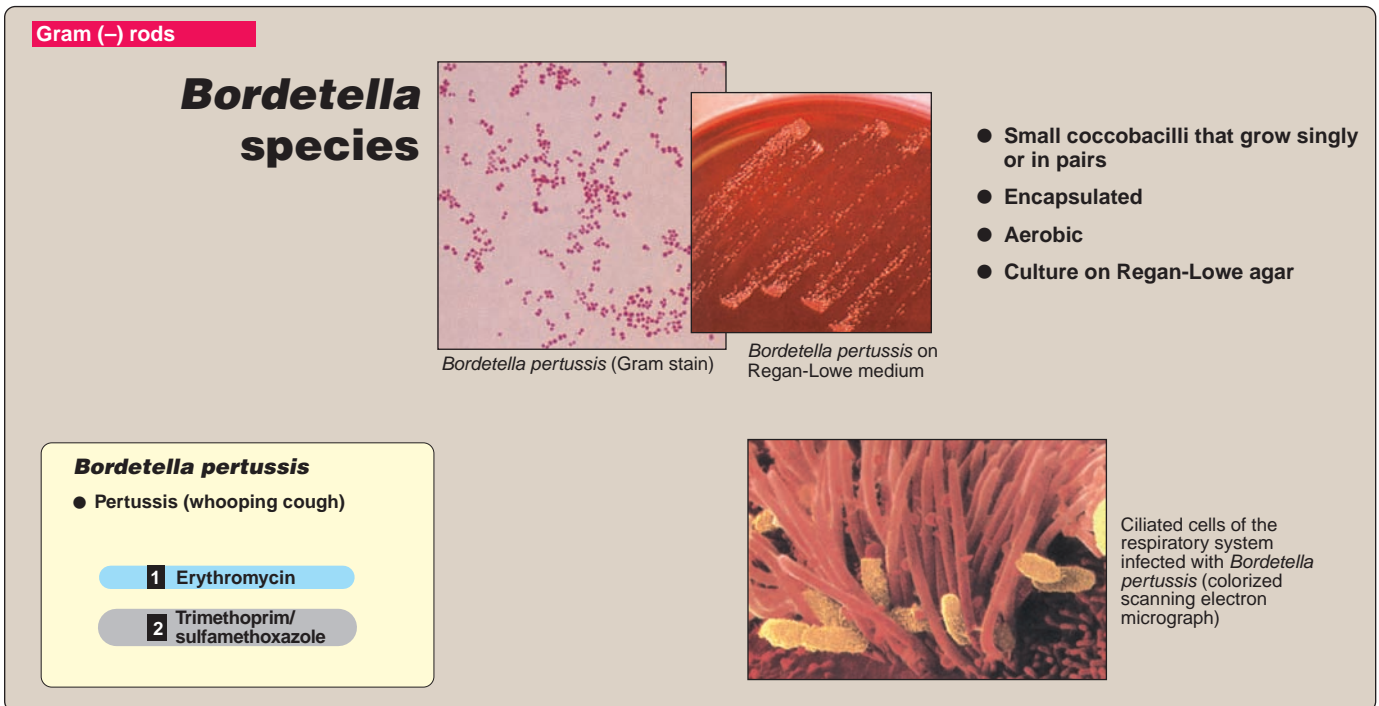 Gram (–) rods
Bordetella
species
● Small coccobacilli that grow singly
or in pairs
● Encapsulated
● Aerobic
● Culture on Regan-Lowe agar
Bordetella pertussis (Gram stain)
Bordetella pertussis on
Regan-Lowe medium
Bordetella pertussis
● Pertussis (whooping cough)
1 Erythromycin
2 Trimethoprim/
sulfamethoxazole
Ciliated cells of the
respiratory system
infected with Bordetella
pertussis (colorized
scanning electron
micrograph)